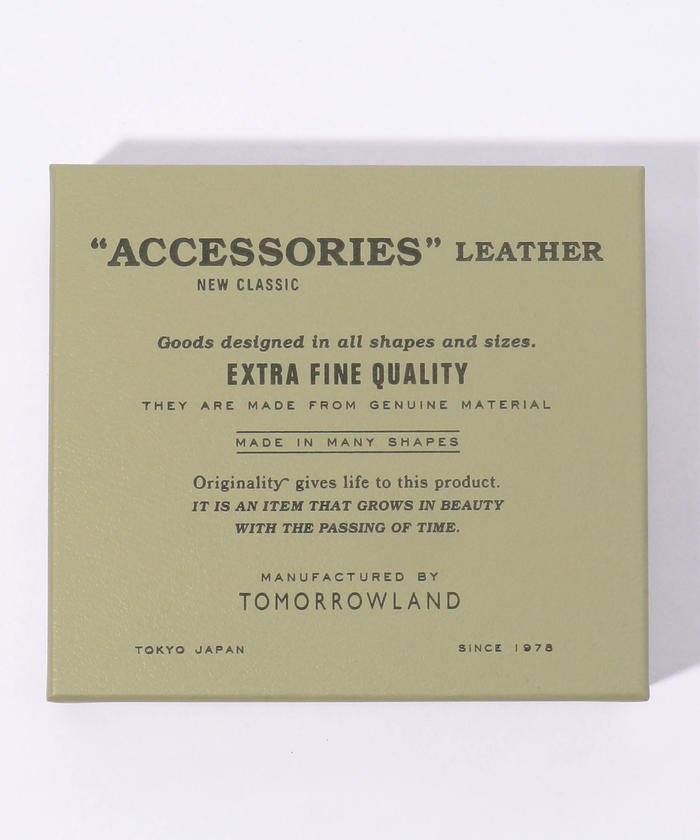 “ACCESSORIES” LEATHER
NEW CLASSIC
Goods designed in all shapes and sizes.
EXTRA FINE QUALITY
THEY ARE MADE FROM GENUINE MATERIAL
MADE IN MANY SHAPES
Originality gives life to this product.
IT IS AN ITEM THAT GROWS IN BEAUTY
WITH THE PASSING OF TIME.
MANUFACTURED BY
TOMORROWLAND
TOKYO JAPAN
SINCE 1978